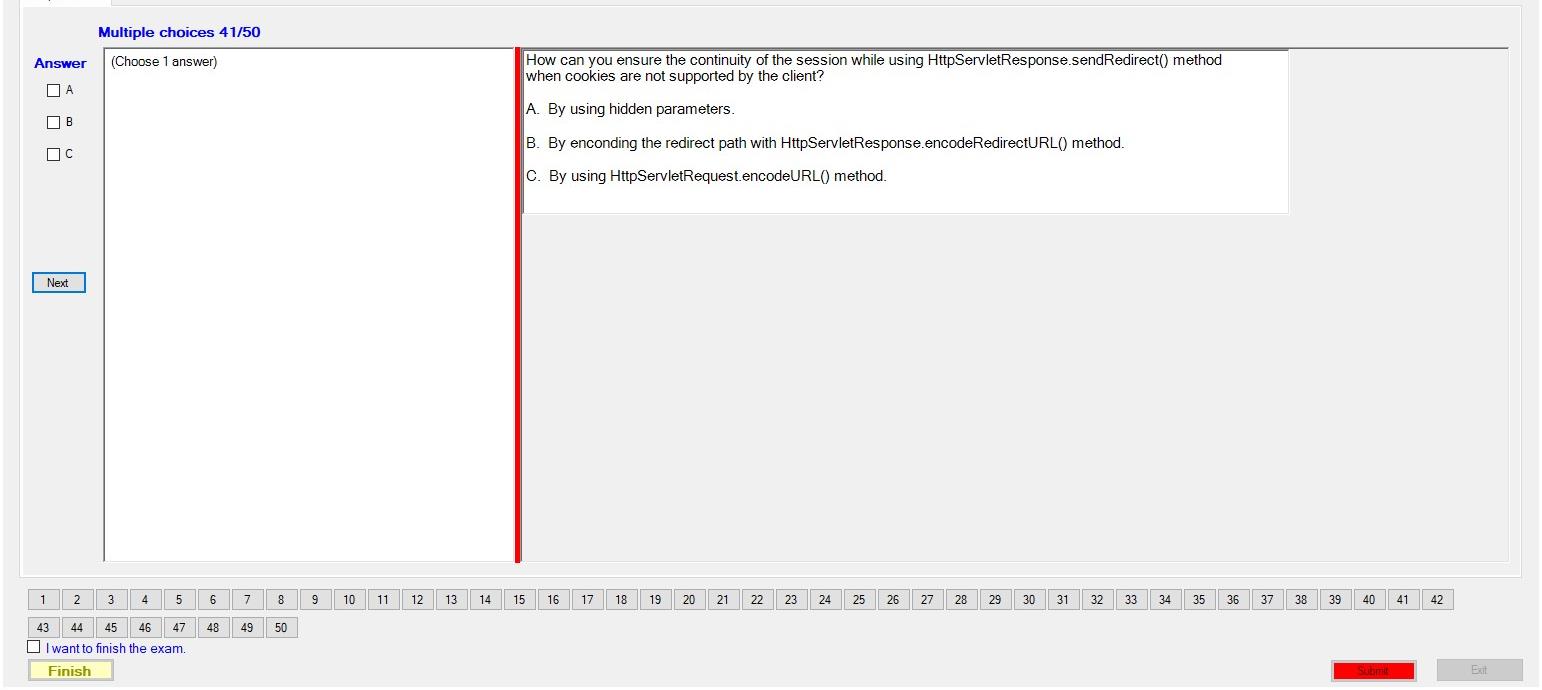 Multiple choices 41/50
Answer
(Choose 1 answer)
A
B
C
Next
How can you ensure the continuity of the session while using HttpServletResponse.sendRedirect() method
when cookies are not supported by the client?
A. By using hidden parameters.
B. By enconding the redirect path with HttpServletResponse.encodeRedirectURL() method.
C. By using HttpServletRequest.encodeURL() method.
1 2 3 4 5 6 7 8 9 10 11 12 13 14 15 16 17 18 19 20 21 22 23 24 25 26 27 28 29 30 31 32 33 34 35 36 37 38 39 40 41 42
43 44 45 46 47 48 49 50
I want to finish the exam.
Finish
Submit
Exit